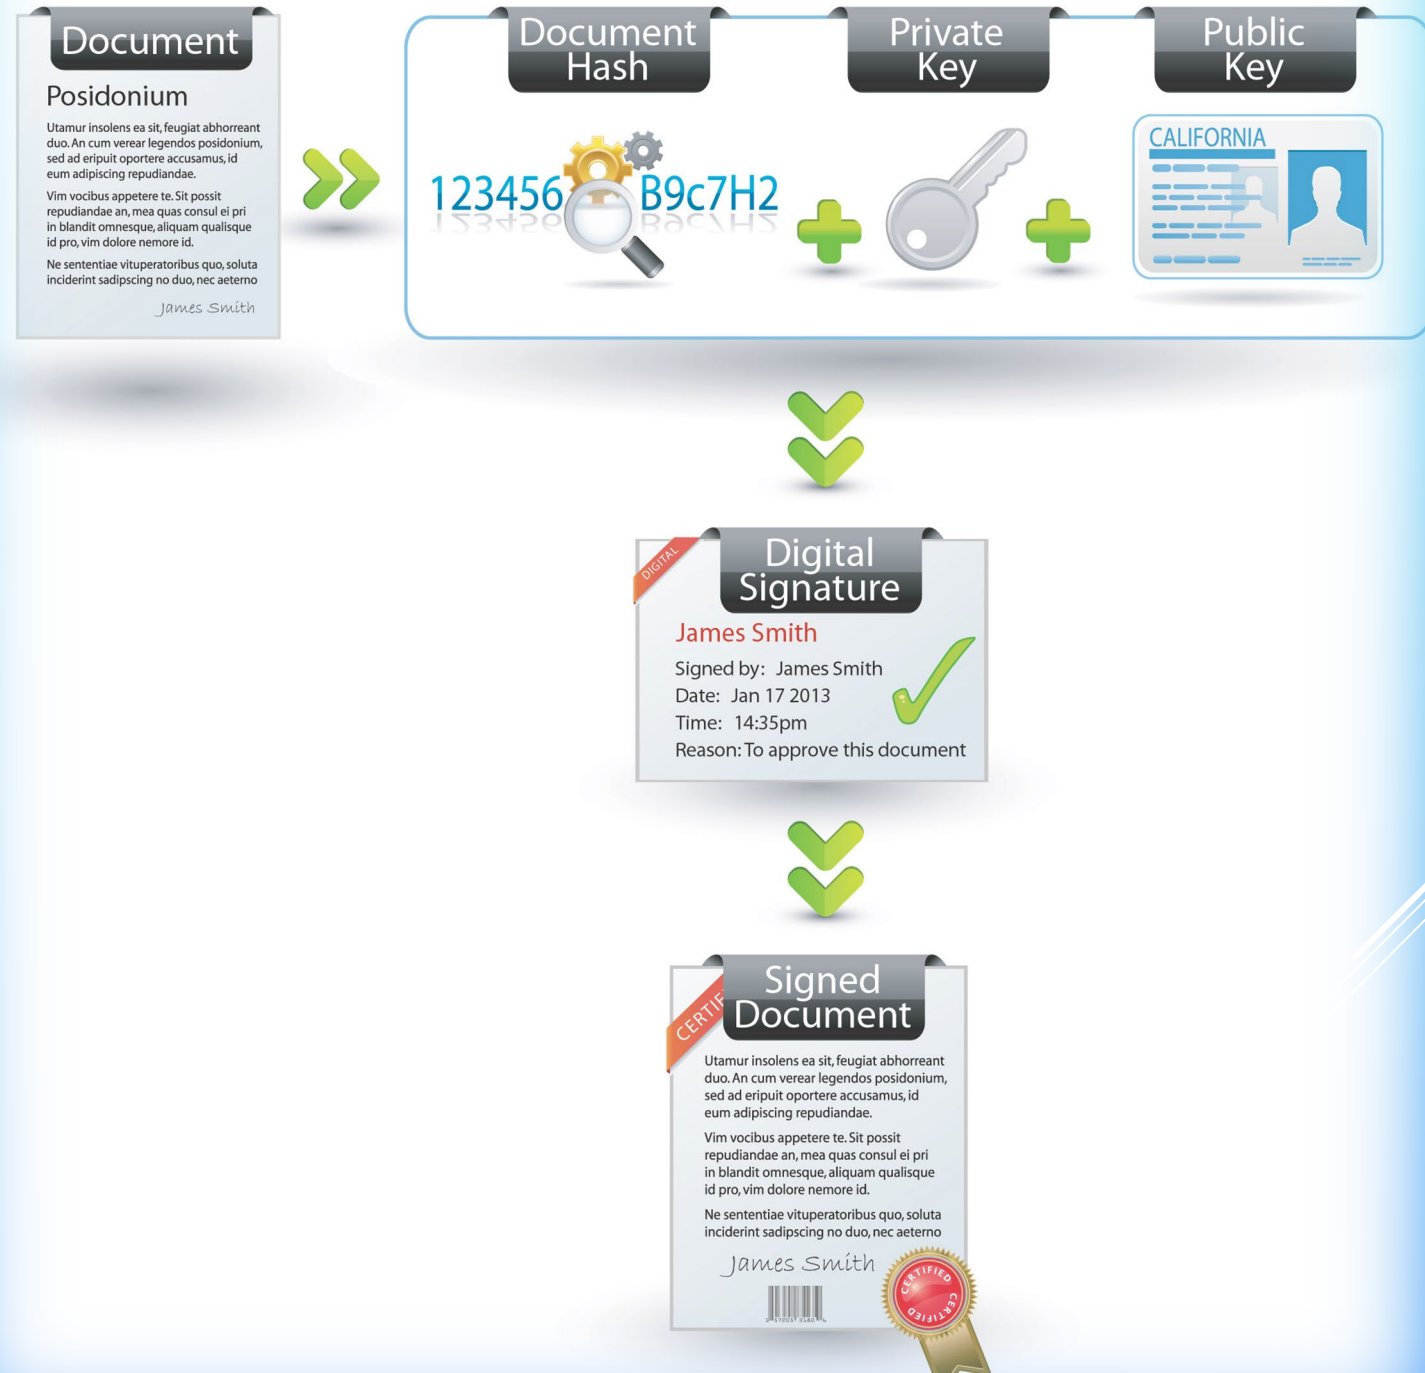 Document
Posidonium
Utamur insolens ea sit, feugiat abhorreant
duo. An cum verear legendos posidonium,
sed ad eripuit oportere accusamus, id
eum adipiscing repudiandae.
Vim vocibus appetere te. Sit possit
repudiandae an, mea quas consul ei pri
in blandit omnesque, aliquam qualisque
id pro, vim dolore nemore id.
Ne sententiae vituperatoribus quo, soluta
inciderint sadipscing no duo, nec aeterno
James Smith
Document
Hash
123456
B9c7H2
Private
Key
Public
Key
CALIFORNIA
DIGITAL
Digital
Signature
James Smith
Signed by: James Smith
Date: Jan 17 2013
Time: 14:35pm
Reason: To approve this document
CERTIF
Signed
Document
Utamur insolens ea sit, feugiat abhorreant
duo. An cum verear legendos posidonium,
sed ad eripuit oportere accusamus, id
eum adipiscing repudiandae.
Vim vocibus appetere te. Sit possit
repudiandae an, mea quas consul ei pri
in blandit omnesque, aliquam qualisque
id pro, vim dolore nemore id.
Ne sententiae vituperatoribus quo, soluta
inciderint sadipscing no duo, nec aeterno
James Smith
CERTIFIED CERTIFIED